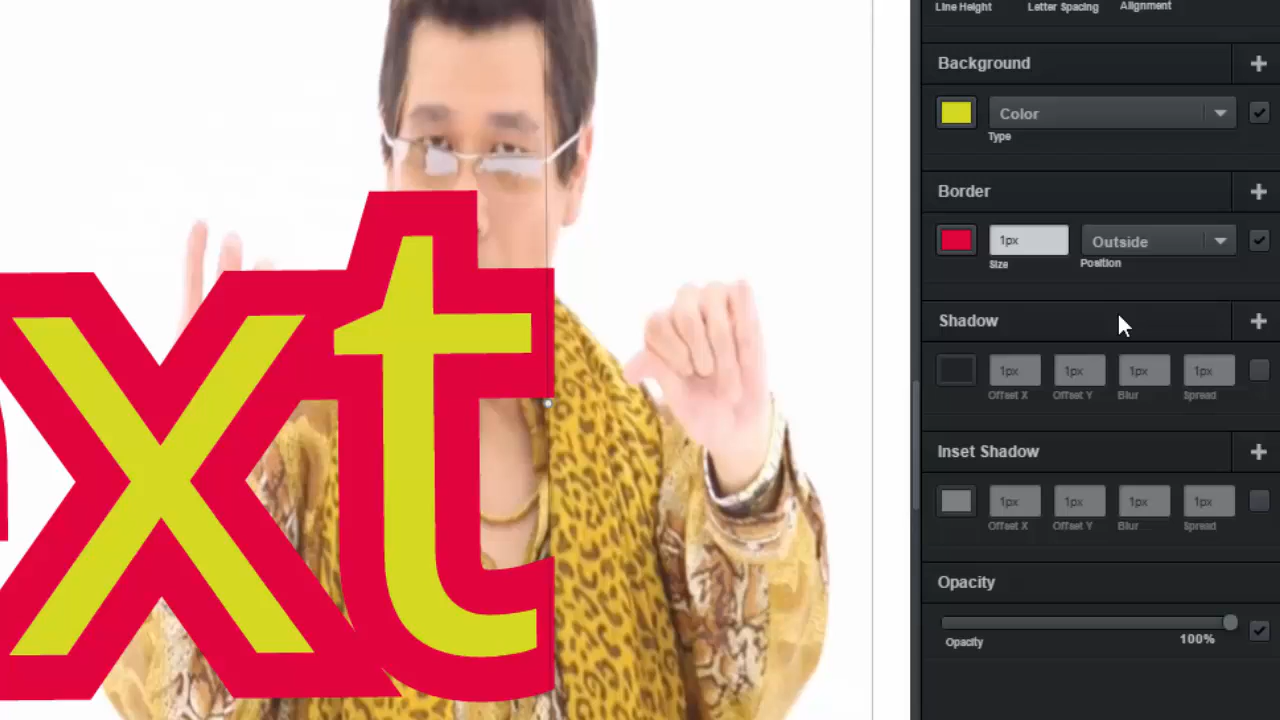 Line Height Letter Spacing Alignment
Background
Color
Type
Border
1px Outside
Size Position
Shadow
1px 1px 1px 1px
Offset X Offset Y Blur Spread
Inset Shadow
1px 1px 1px 1px
Offset X Offset Y Blur Spread
Opacity
Opacity 100%
xt